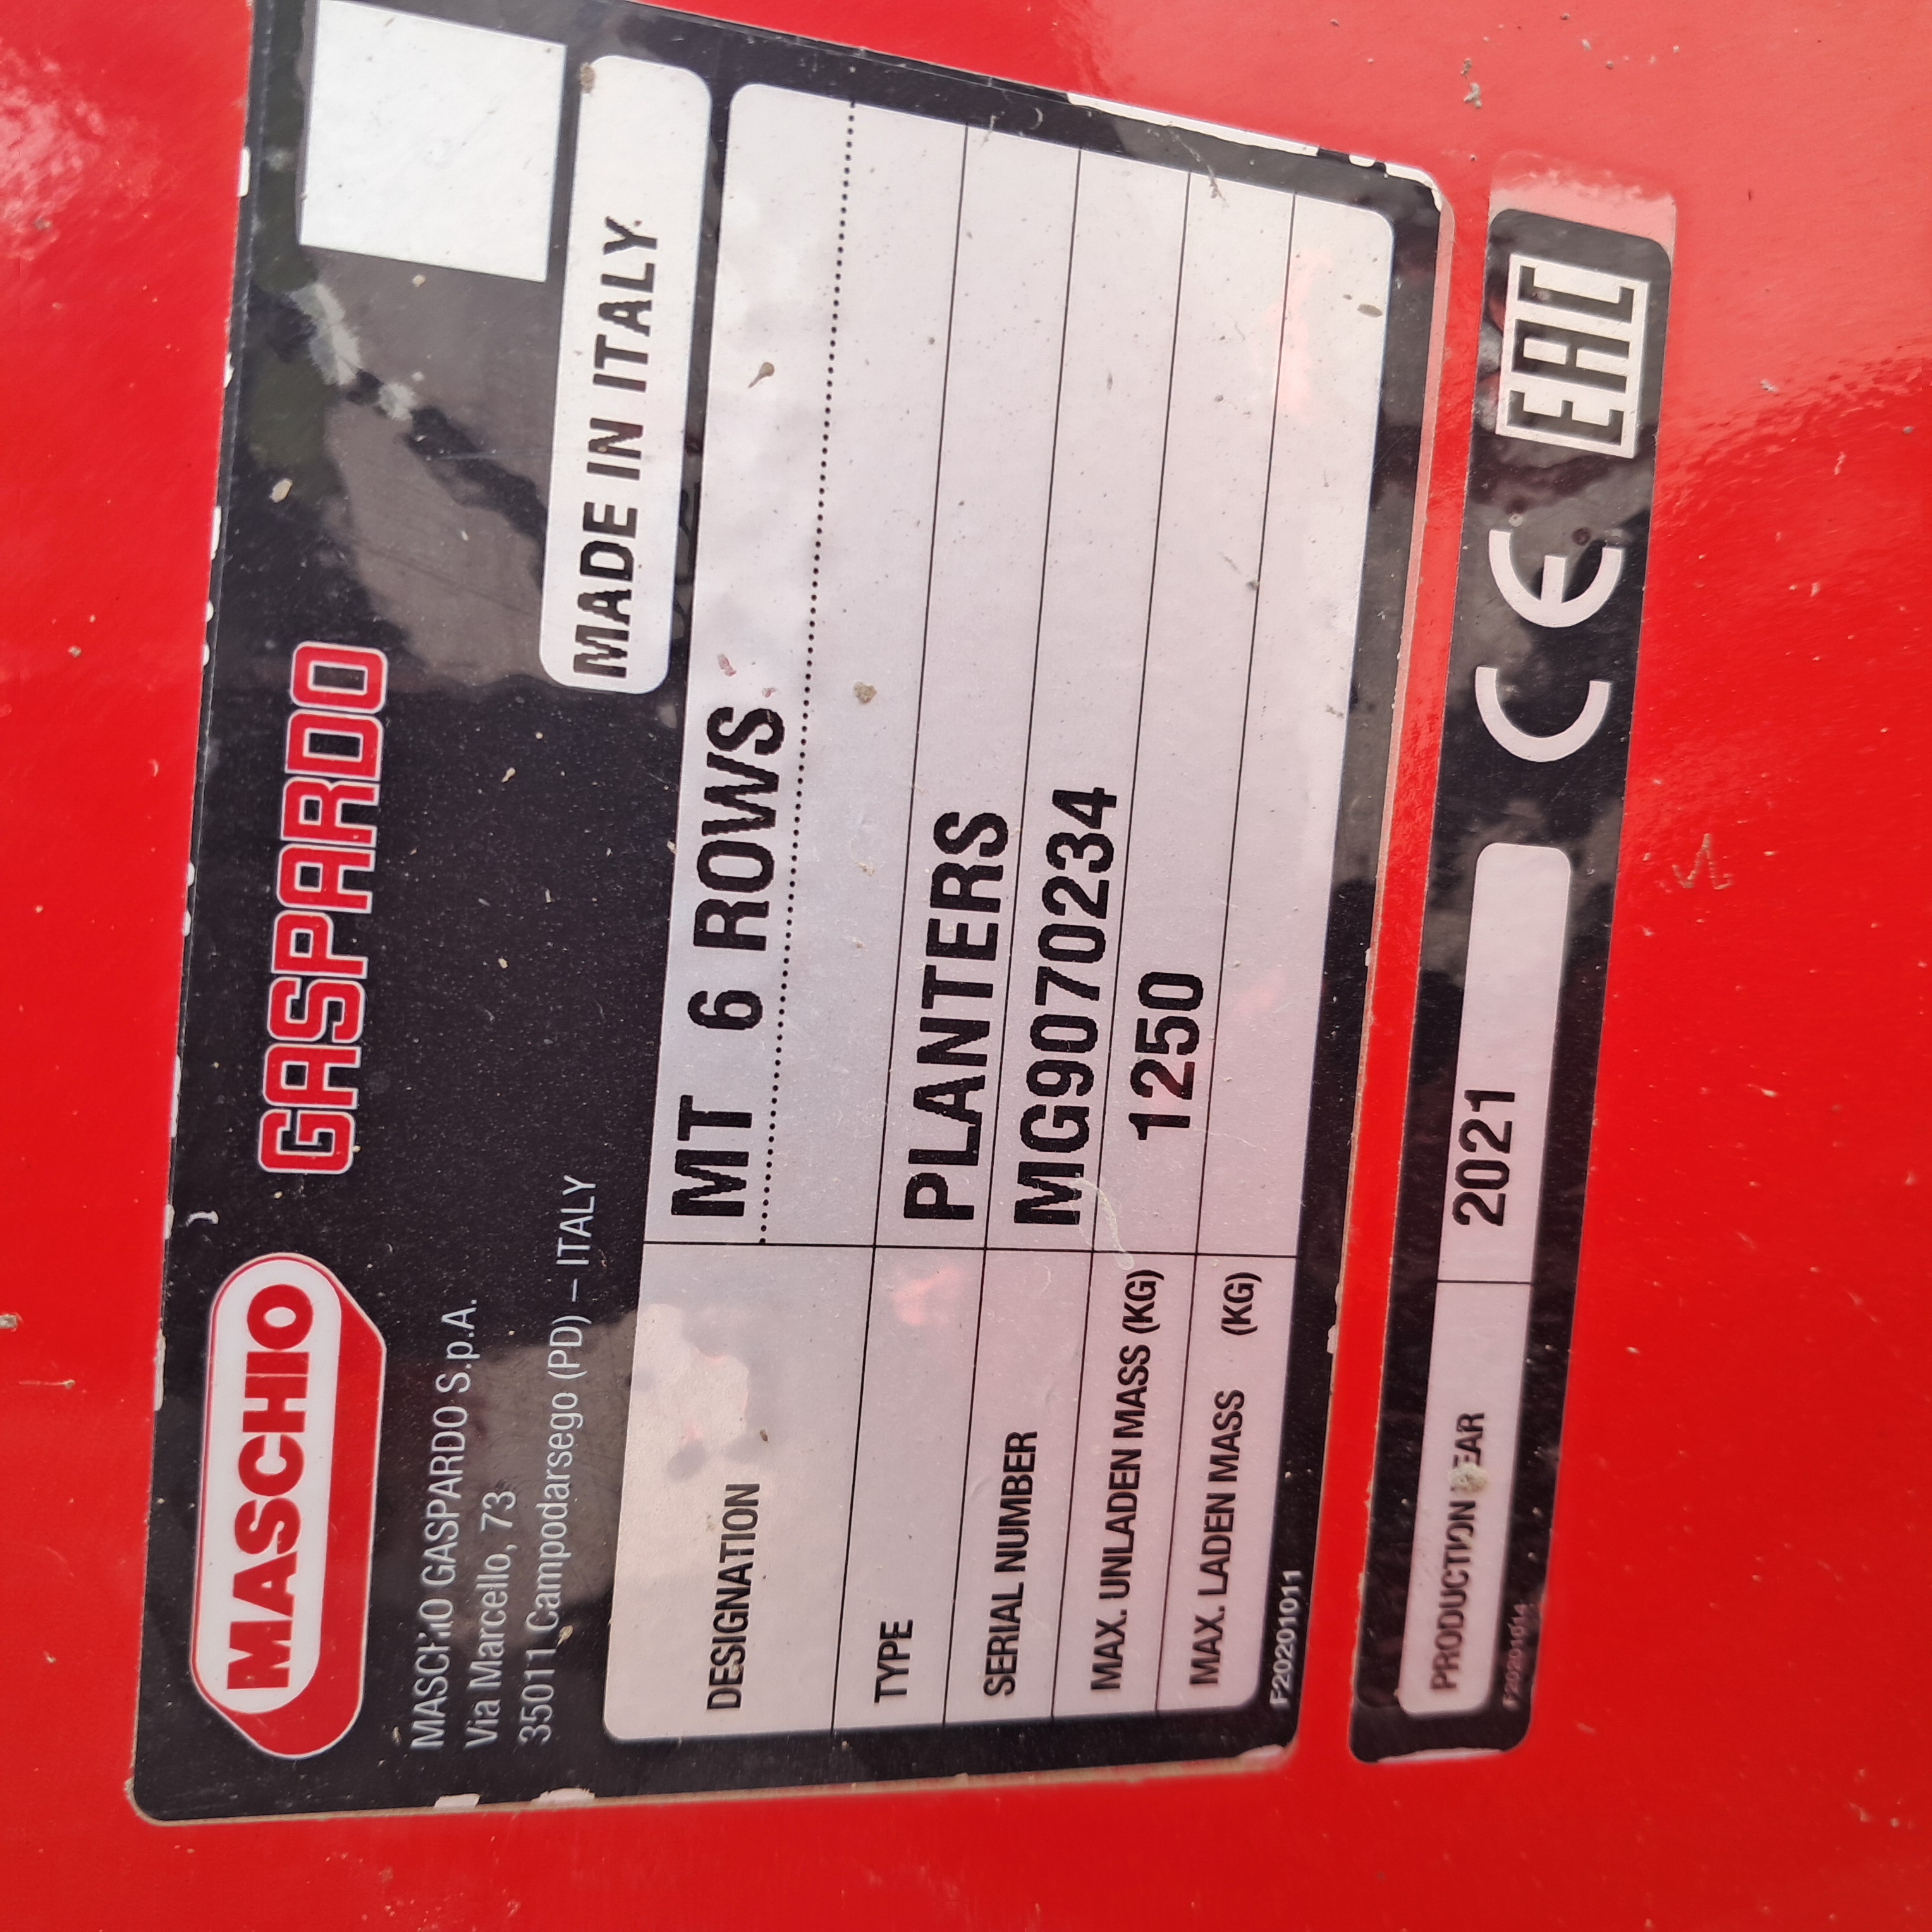 MASCHIO GASPARDO
MASCHIO GASPARDO S.p.A.
Via Marcello, 73
35011 Campodarsego (PD) – ITALY
MADE IN ITALY
DESIGNATION MT 6 ROWS
TYPE PLANTERS
SERIAL NUMBER MG9070234
MAX. UNLADEN MASS (KG) 1250
MAX. LADEN MASS (KG)
F20201011
PRODUCTION YEAR 2021
CE EAC
F20201014